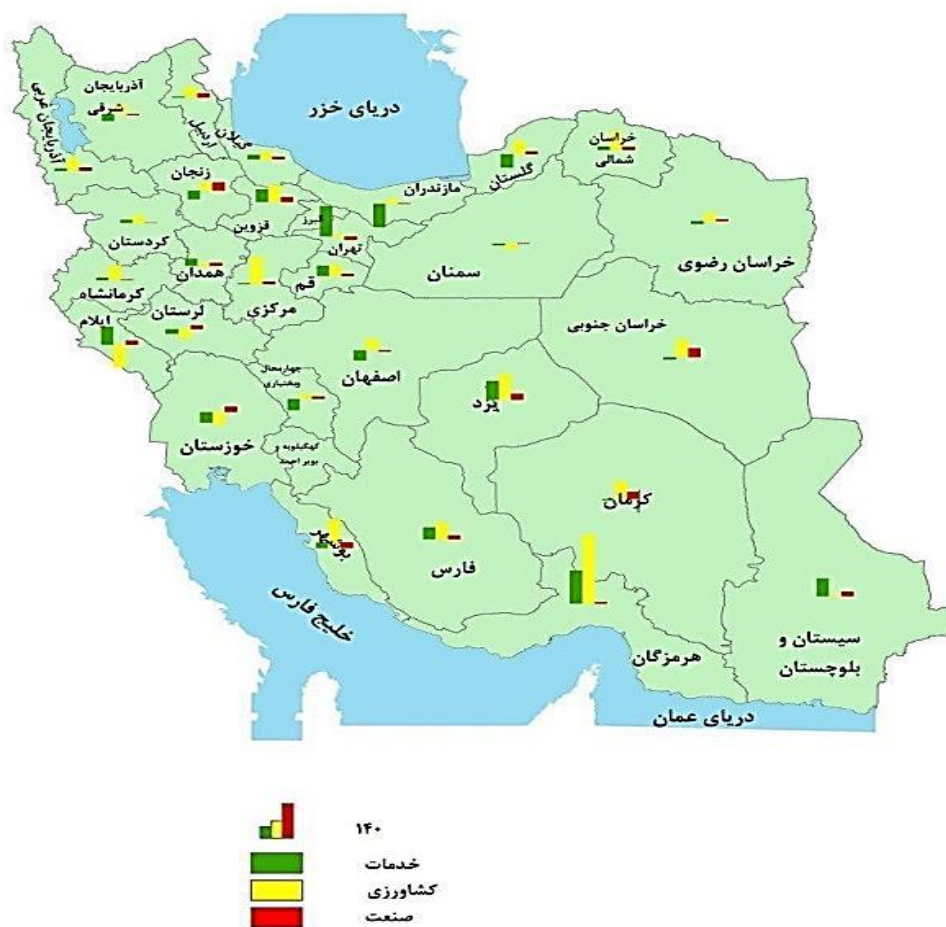 دریای خزر
آذربایجان
شرقی
آذربایجان غربی
اردبیل
گیلان
خراسان
شمالی
گلستان
مازندران
زنجان
قزوین
البرز
تهران
کردستان
سمنان
خراسان رضوی
همدان
قم
کرمانشاه
مرکزی
ایلام
لرستان
خراسان جنوبی
اصفهان
چهارمحال
وبختیاری
یزد
خوزستان
کهگیلویه و
بویر احمد
کرمان
بوشهر
فارس
خلیج فارس
سیستان و
بلوچستان
هرمزگان
دریای عمان
۱۴۰
خدمات
کشاورزی
صنعت